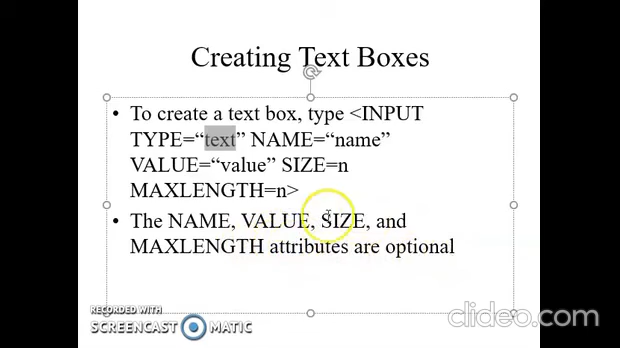 Creating Text Boxes
• To create a text box, type <INPUT
TYPE=“text” NAME=“name”
VALUE=“value” SIZE=n
MAXLENGTH=n>
• The NAME, VALUE, SIZE, and
MAXLENGTH attributes are optional
RECORDED WITH
SCREENCAST MATIC
clideo.com